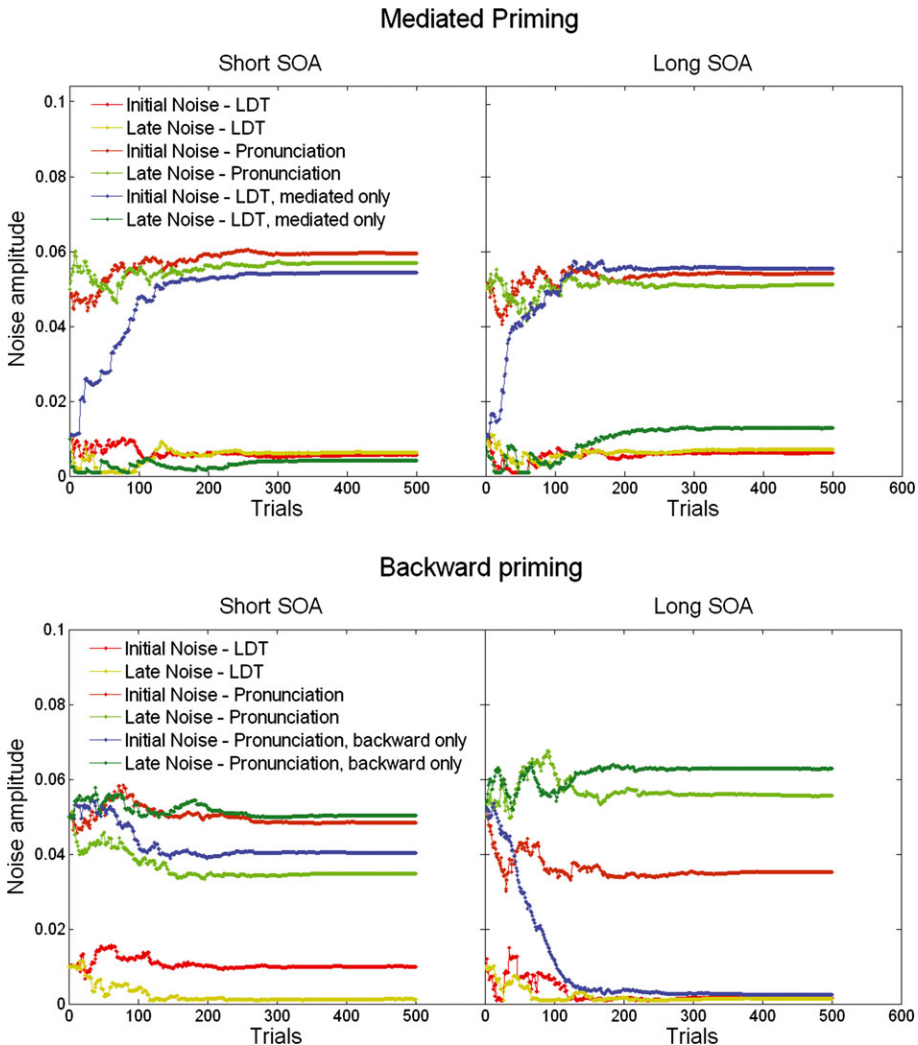 Mediated Priming
Short SOA
Long SOA
0.1
0.08
0.06
0.04
0.02
0
Noise amplitude
Initial Noise - LDT
Late Noise - LDT
Initial Noise - Pronunciation
Late Noise - Pronunciation
Initial Noise - LDT, mediated only
Late Noise - LDT, mediated only
0 100 200 300 400 500
0 100 200 300 400 500 600
Trials
Trials
Backward priming
Short SOA
Long SOA
0.1
0.08
0.06
0.04
0.02
0
Noise amplitude
Initial Noise - LDT
Late Noise - LDT
Initial Noise - Pronunciation
Late Noise - Pronunciation
Initial Noise - Pronunciation, backward only
Late Noise - Pronunciation, backward only
0 100 200 300 400 500
0 100 200 300 400 500 600
Trials
Trials